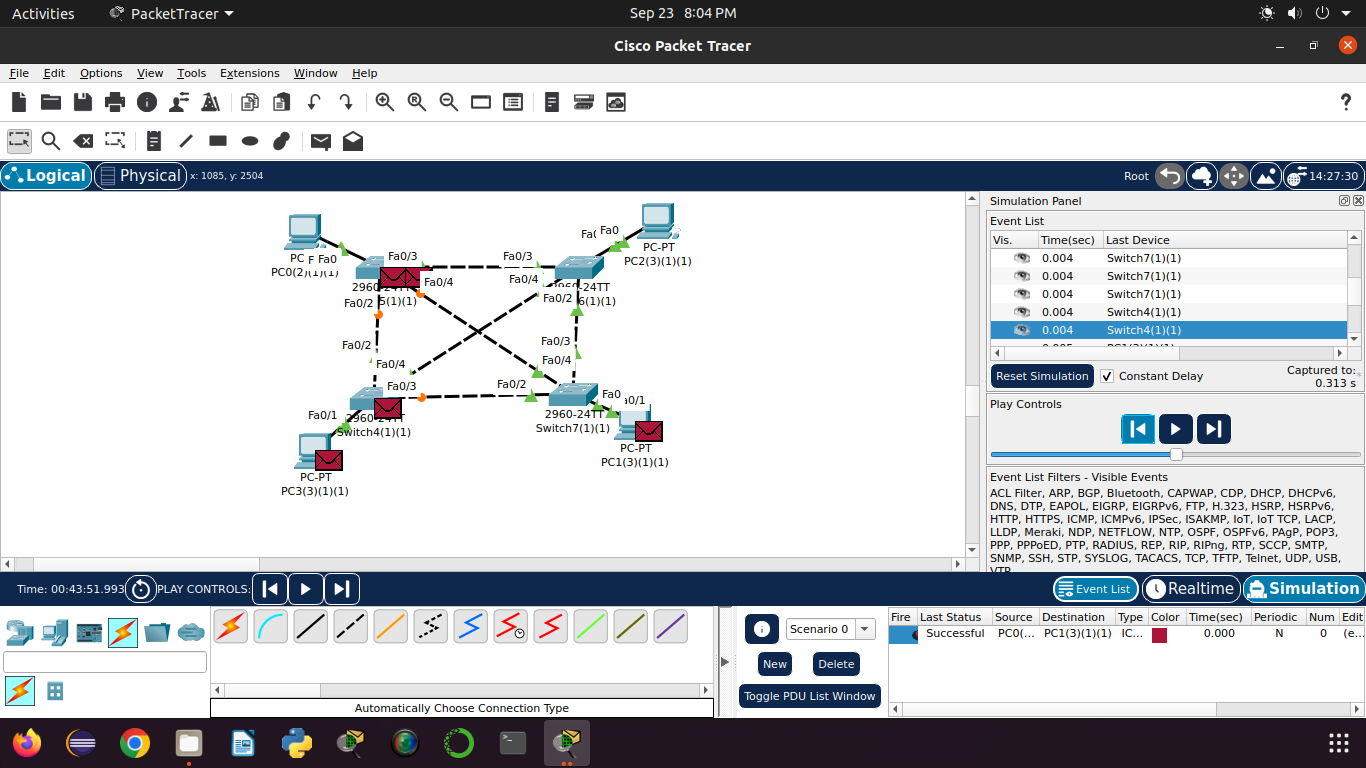 Activities PacketTracer Sep 23 8:04 PM
Cisco Packet Tracer
File Edit Options View Tools Extensions Window Help
Logical Physical x: 1085, y: 2504 Root 14:27:30
Simulation Panel
Event List
Vis. Time(sec) Last Device
0.004 Switch7(1)(1)
0.004 Switch7(1)(1)
0.004 Switch7(1)(1)
0.004 Switch4(1)(1)
0.004 Switch4(1)(1)
Reset Simulation Constant Delay Captured to:
0.313 s
Play Controls
Event List Filters - Visible Events
ACL Filter, ARP, BGP, Bluetooth, CAPWAP, CDP, DHCP, DHCPv6,
DNS, DTP, EAPOL, EIGRP, EIGRPv6, FTP, H.323, HSRP, HSRPv6,
HTTP, HTTPS, ICMP, ICMPv6, IPSec, ISAKMP, IoT, IoT TCP, LACP,
LLDP, Meraki, NDP, NETFLOW, NTP, OSPF, OSPFv6, PAgP, POP3,
PPP, PPPoED, PTP, RADIUS, REP, RIP, RIPng, RTP, SCCP, SMTP,
SNMP, SSH, STP, SYSLOG, TACACS, TCP, TFTP, Telnet, UDP, USB,
VTP
Fa0
PC-PT
PC2(3)(1)(1)
PC F Fa0
PC0(2)(1)(1)
Fa0/3 Fa0/3
Fa0/4 Fa0/4
2960-24TT 2960-24TT
5(1)(1) 6(1)(1)
Fa0/2 Fa0/2
Fa0/2 Fa0/3
Fa0/4 Fa0/4
Fa0/3 Fa0/2 Fa0 a0/1
Fa0/1 2960-24TT 2960-24TT
Switch4(1)(1) Switch7(1)(1)
PC-PT
PC1(3)(1)(1)
PC-PT
PC3(3)(1)(1)
Time: 00:43:51.993 PLAY CONTROLS: Event List Realtime Simulation
Scenario 0
New Delete
Toggle PDU List Window
Automatically Choose Connection Type
Fire Last Status Source Destination Type Color Time(sec) Periodic Num Edit
Successful PC0(... PC1(3)(1)(1) IC... 0.000 N 0 (e...